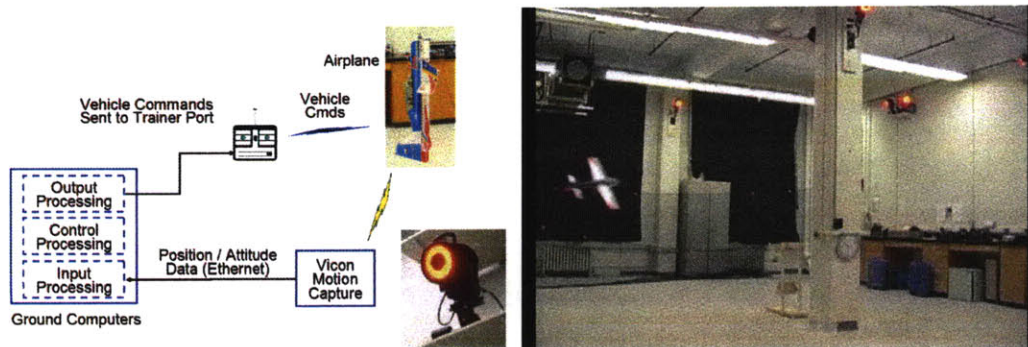 Airplane
Vehicle Commands
Sent to Trainer Port
Vehicle
Cmds
Output
Processing
Control
Processing
Input
Processing
Position / Attitude
Data (Ethernet)
Vicon
Motion
Capture
Ground Computers